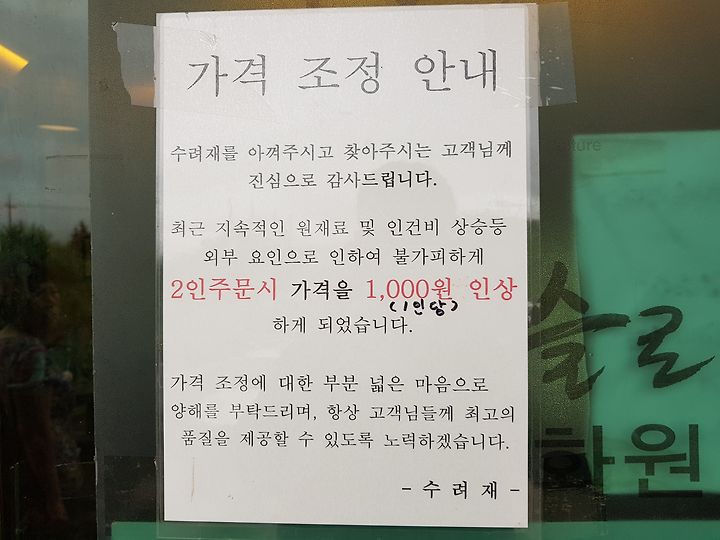 가격 조정 안내
수려재를 아껴주시고 찾아주시는 고객님께
진심으로 감사드립니다.
최근 지속적인 원재료 및 인건비 상승등
외부 요인으로 인하여 불가피하게
2인주문시 가격을 1,000원 인상
(1인당)
하게 되었습니다.
가격 조정에 대한 부분 넓은 마음으로
양해를 부탁드리며, 항상 고객님들께 최고의
품질을 제공할 수 있도록 노력하겠습니다.
- 수 려 재 -
슬로
화원